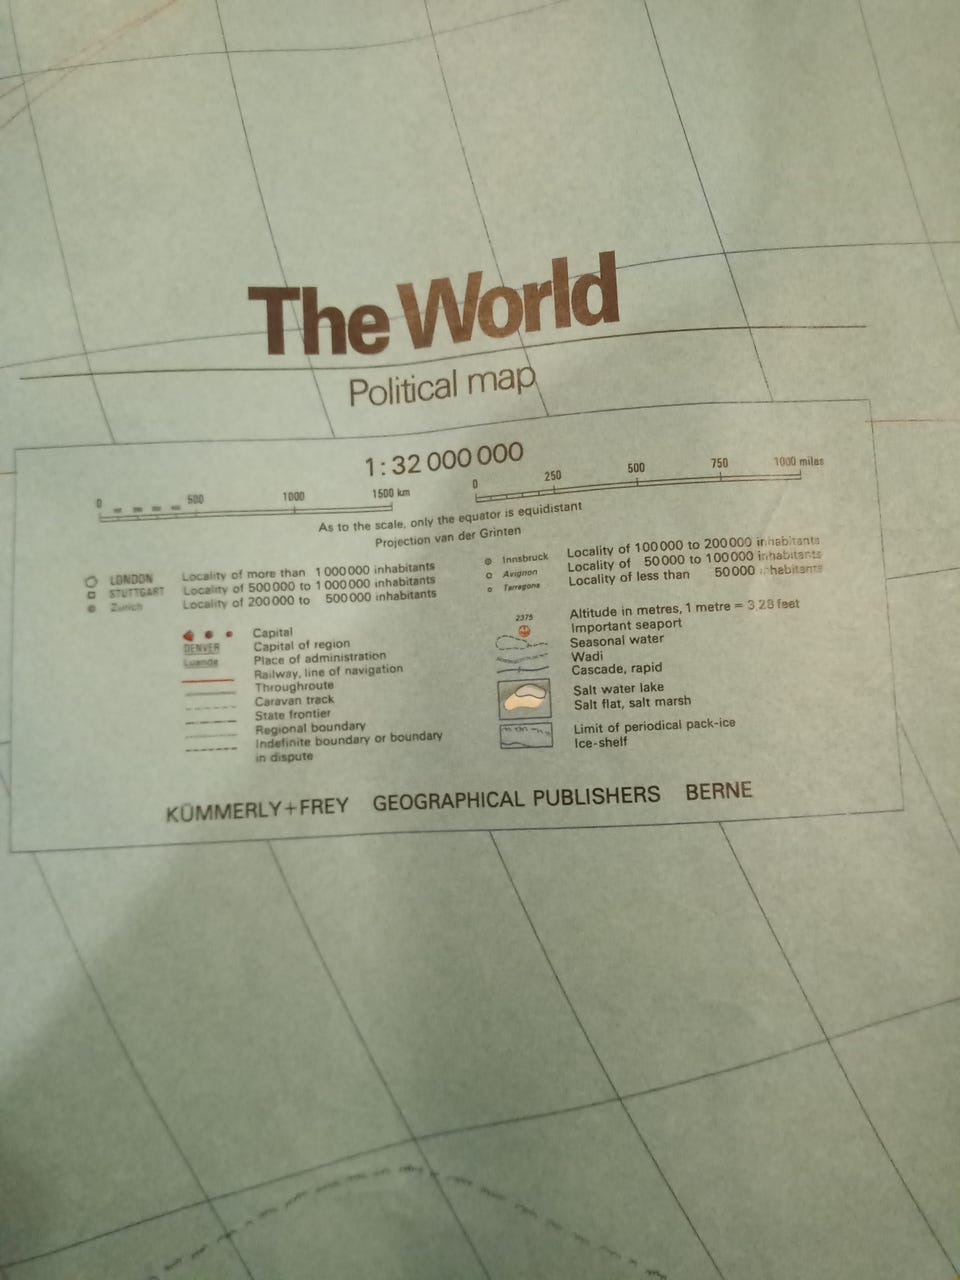 The World
Political map
1:32 000 000
0 500 1000 1500 km
0 250 500 750 1000 miles
As to the scale, only the equator is equidistant
Projection van der Grinten
LONDON Locality of more than 1 000 000 inhabitants
STUTTGART Locality of 500 000 to 1 000 000 inhabitants
Zürich Locality of 200 000 to 500 000 inhabitants
Innsbruck Locality of 100 000 to 200 000 inhabitants
Avignon Locality of 50 000 to 100 000 inhabitants
Tarragona Locality of less than 50 000 inhabitants
Capital
DENVER Capital of region
Luanda Place of administration
Railway, line of navigation
Throughroute
Caravan track
State frontier
Regional boundary
Indefinite boundary or boundary
in dispute
2375 Altitude in metres, 1 metre = 3,28 feet
Important seaport
Seasonal water
Wadi
Cascade, rapid
Salt water lake
Salt flat, salt marsh
Limit of periodical pack-ice
Ice-shelf
KÜMMERLY+FREY GEOGRAPHICAL PUBLISHERS BERNE